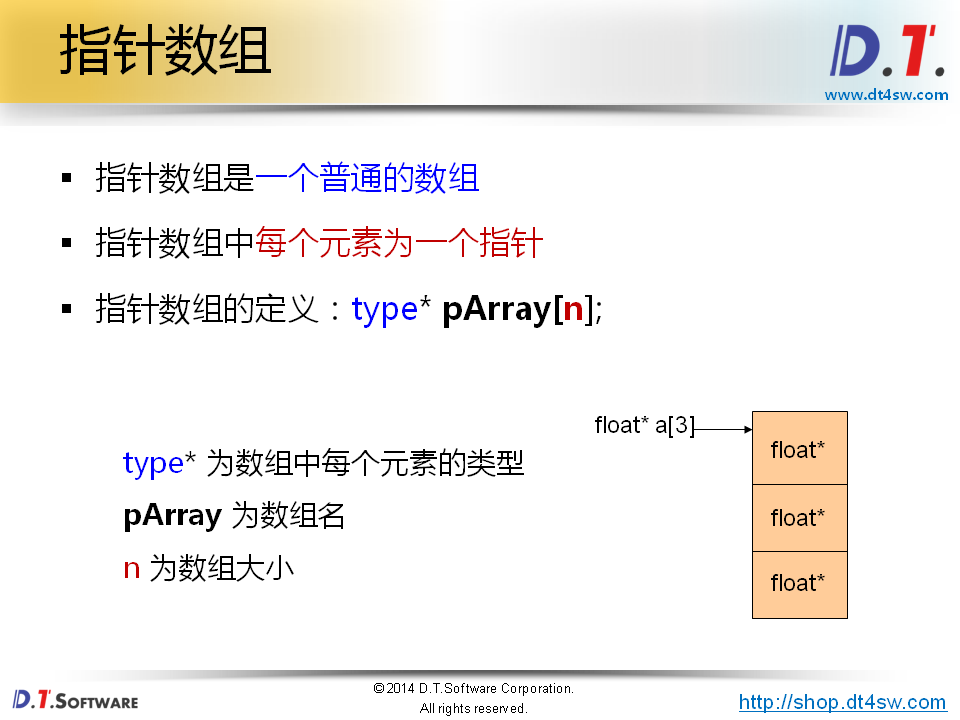 指针数组
D.T.
www.dt4sw.com
▪ 指针数组是一个普通的数组
▪ 指针数组中每个元素为一个指针
▪ 指针数组的定义：type* pArray[n];
float* a[3]
float*
float*
float*
type* 为数组中每个元素的类型
pArray 为数组名
n 为数组大小
D.T.SOFTWARE
©2014 D.T.Software Corporation.
All rights reserved.
http://shop.dt4sw.com